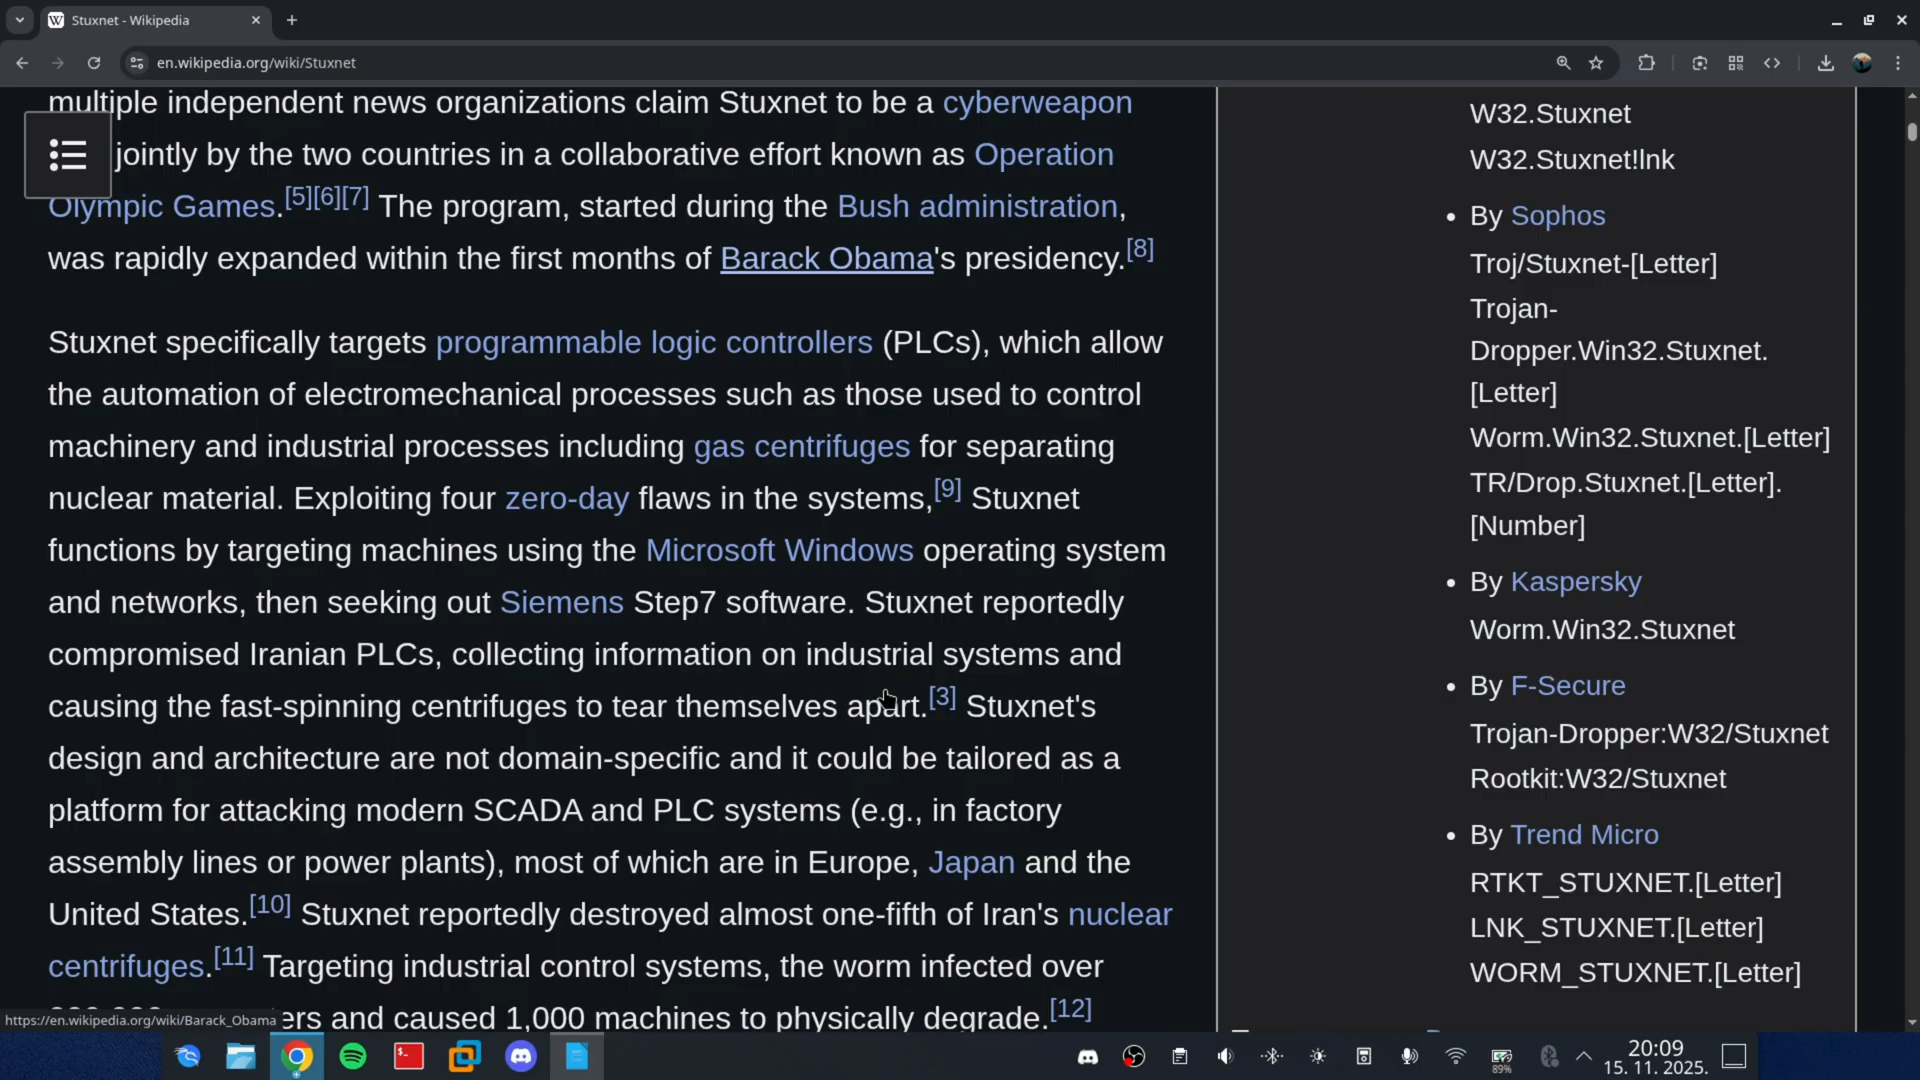 Stuxnet - Wikipedia
en.wikipedia.org/wiki/Stuxnet
multiple independent news organizations claim Stuxnet to be a cyberweapon
jointly by the two countries in a collaborative effort known as Operation
Olympic Games.[5][6][7] The program, started during the Bush administration,
was rapidly expanded within the first months of Barack Obama's presidency.[8]
Stuxnet specifically targets programmable logic controllers (PLCs), which allow
the automation of electromechanical processes such as those used to control
machinery and industrial processes including gas centrifuges for separating
nuclear material. Exploiting four zero-day flaws in the systems,[9] Stuxnet
functions by targeting machines using the Microsoft Windows operating system
and networks, then seeking out Siemens Step7 software. Stuxnet reportedly
compromised Iranian PLCs, collecting information on industrial systems and
causing the fast-spinning centrifuges to tear themselves apart.[3] Stuxnet's
design and architecture are not domain-specific and it could be tailored as a
platform for attacking modern SCADA and PLC systems (e.g., in factory
assembly lines or power plants), most of which are in Europe, Japan and the
United States.[10] Stuxnet reportedly destroyed almost one-fifth of Iran's nuclear
centrifuges.[11] Targeting industrial control systems, the worm infected over
ers and caused 1,000 machines to physically degrade.[12]
W32.Stuxnet
W32.Stuxnet!lnk
• By Sophos
Troj/Stuxnet-[Letter]
Trojan-
Dropper.Win32.Stuxnet.
[Letter]
Worm.Win32.Stuxnet.[Letter]
TR/Drop.Stuxnet.[Letter].
[Number]
• By Kaspersky
Worm.Win32.Stuxnet
• By F-Secure
Trojan-Dropper:W32/Stuxnet
Rootkit:W32/Stuxnet
• By Trend Micro
RTKT_STUXNET.[Letter]
LNK_STUXNET.[Letter]
WORM_STUXNET.[Letter]
https://en.wikipedia.org/wiki/Barack_Obama
89%
20:09
15. 11. 2025.